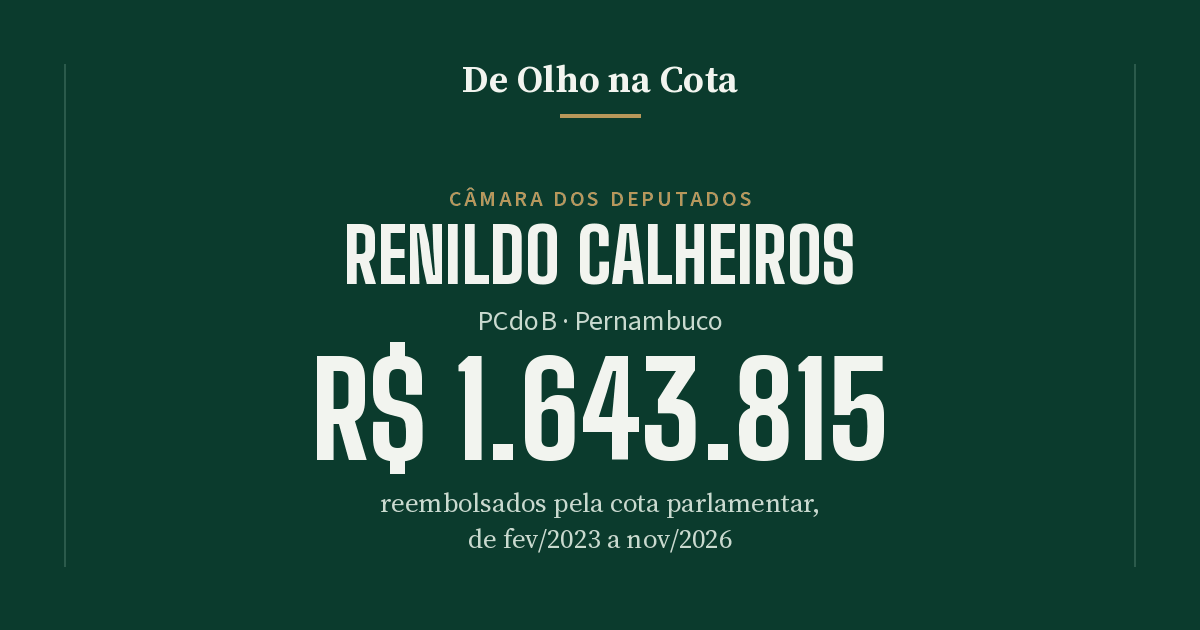 De Olho na Cota
CÂMARA DOS DEPUTADOS
RENILDO CALHEIROS
PCdoB · Pernambuco
R$ 1.643.815
reembolsados pela cota parlamentar,
de fev/2023 a nov/2026